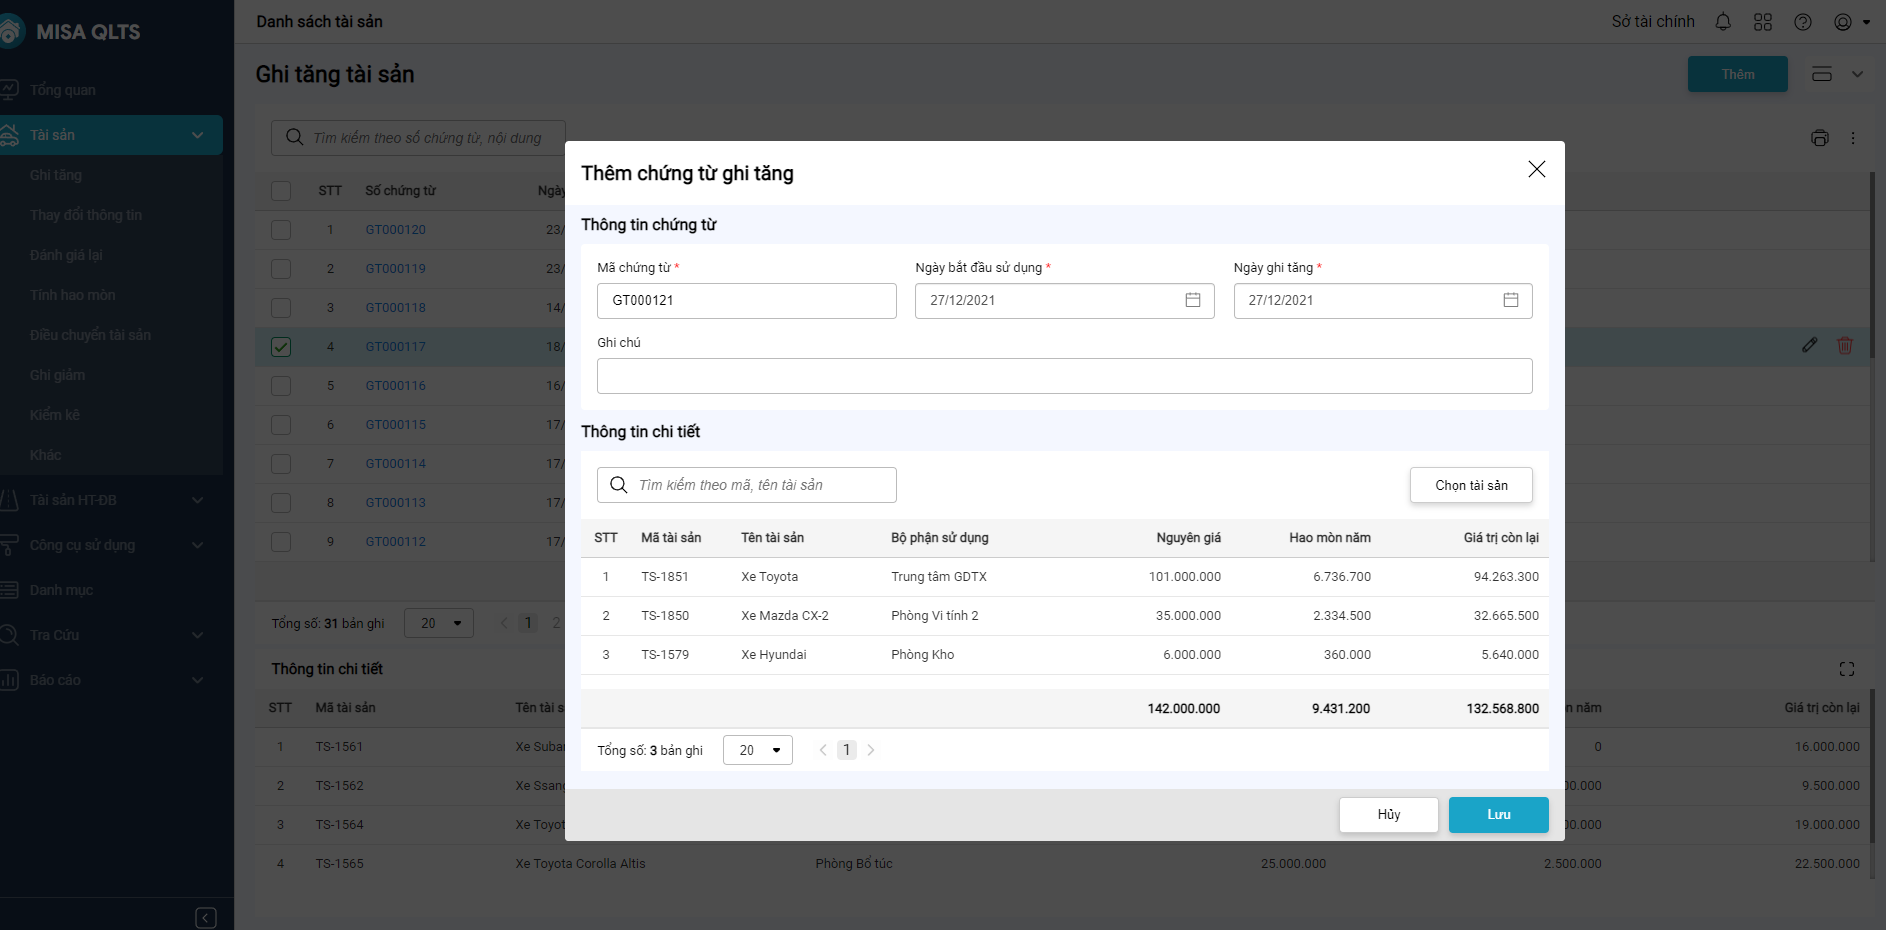 MISA QLTS
Tổng quan
Tài sản
Ghi tăng
Thay đổi thông tin
Đánh giá lại
Tính hao mòn
Điều chuyển tài sản
Ghi giảm
Kiểm kê
Khác
Tài sản HT-ĐB
Công cụ sử dụng
Danh mục
Tra Cứu
Báo cáo
Danh sách tài sản
Sở tài chính
Ghi tăng tài sản
Thêm
Tìm kiếm theo số chứng từ, nội dung
STT Số chứng từ Ngày
1 GT000120 23/
2 GT000119 23/
3 GT000118 14/
4 GT000117 18/
5 GT000116 16/
6 GT000115 17/
7 GT000114 17/
8 GT000113 17/
9 GT000112 17/
Tổng số: 31 bản ghi 20 1 2
Thông tin chi tiết
STT Mã tài sản Tên tài s n năm Giá trị còn lại
1 TS-1561 Xe Subar 0 16.000.000
2 TS-1562 Xe Ssang 00.000 9.500.000
3 TS-1564 Xe Toyot 00.000 19.000.000
4 TS-1565 Xe Toyota Corolla Altis Phòng Bổ túc 25.000.000 2.500.000 22.500.000
Thêm chứng từ ghi tăng
Thông tin chứng từ
Mã chứng từ * Ngày bắt đầu sử dụng * Ngày ghi tăng *
GT000121 27/12/2021 27/12/2021
Ghi chú
Thông tin chi tiết
Tìm kiếm theo mã, tên tài sản Chọn tài sản
STT Mã tài sản Tên tài sản Bộ phận sử dụng Nguyên giá Hao mòn năm Giá trị còn lại
1 TS-1851 Xe Toyota Trung tâm GDTX 101.000.000 6.736.700 94.263.300
2 TS-1850 Xe Mazda CX-2 Phòng Vi tính 2 35.000.000 2.334.500 32.665.500
3 TS-1579 Xe Hyundai Phòng Kho 6.000.000 360.000 5.640.000
142.000.000 9.431.200 132.568.800
Tổng số: 3 bản ghi 20 1
Hủy Lưu